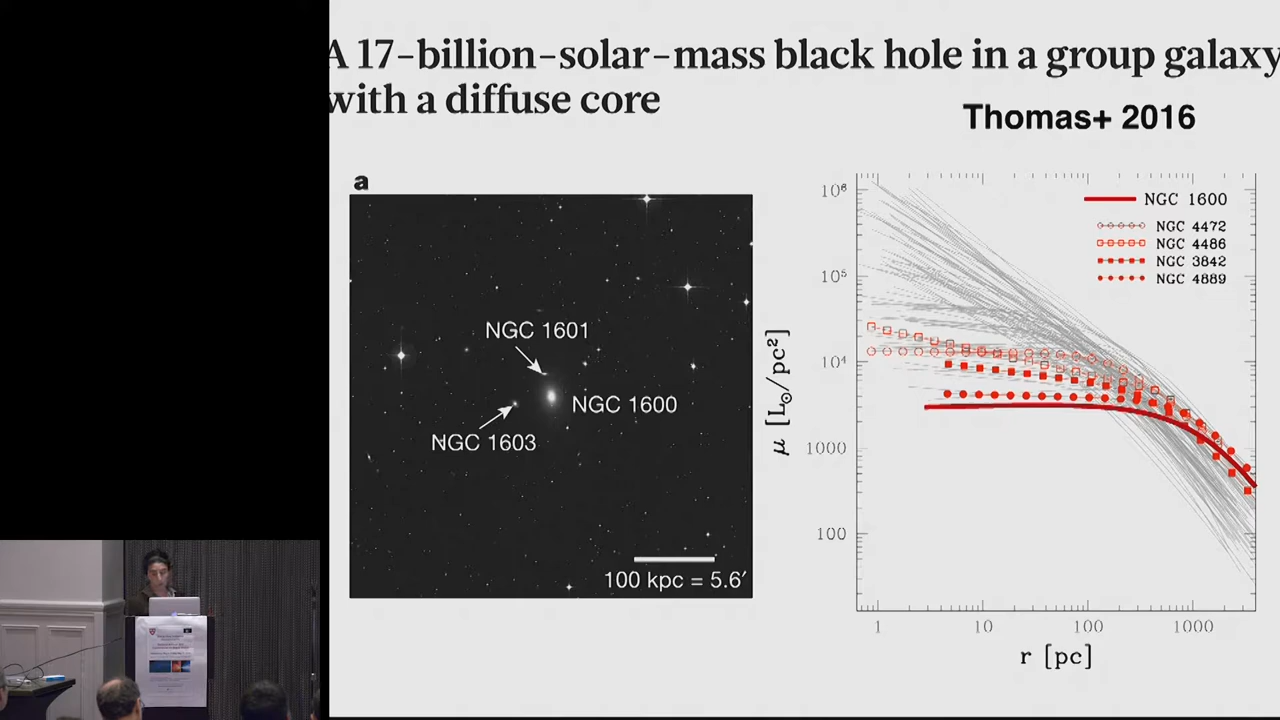 A 17-billion-solar-mass black hole in a group galaxy
with a diffuse core
Thomas+ 2016
a
NGC 1601
NGC 1600
NGC 1603
100 kpc = 5.6′
NGC 1600
NGC 4472
NGC 4486
NGC 3842
NGC 4889
10⁶
10⁵
10⁴
1000
100
μ [L⊙/pc²]
1
10
100
1000
r [pc]